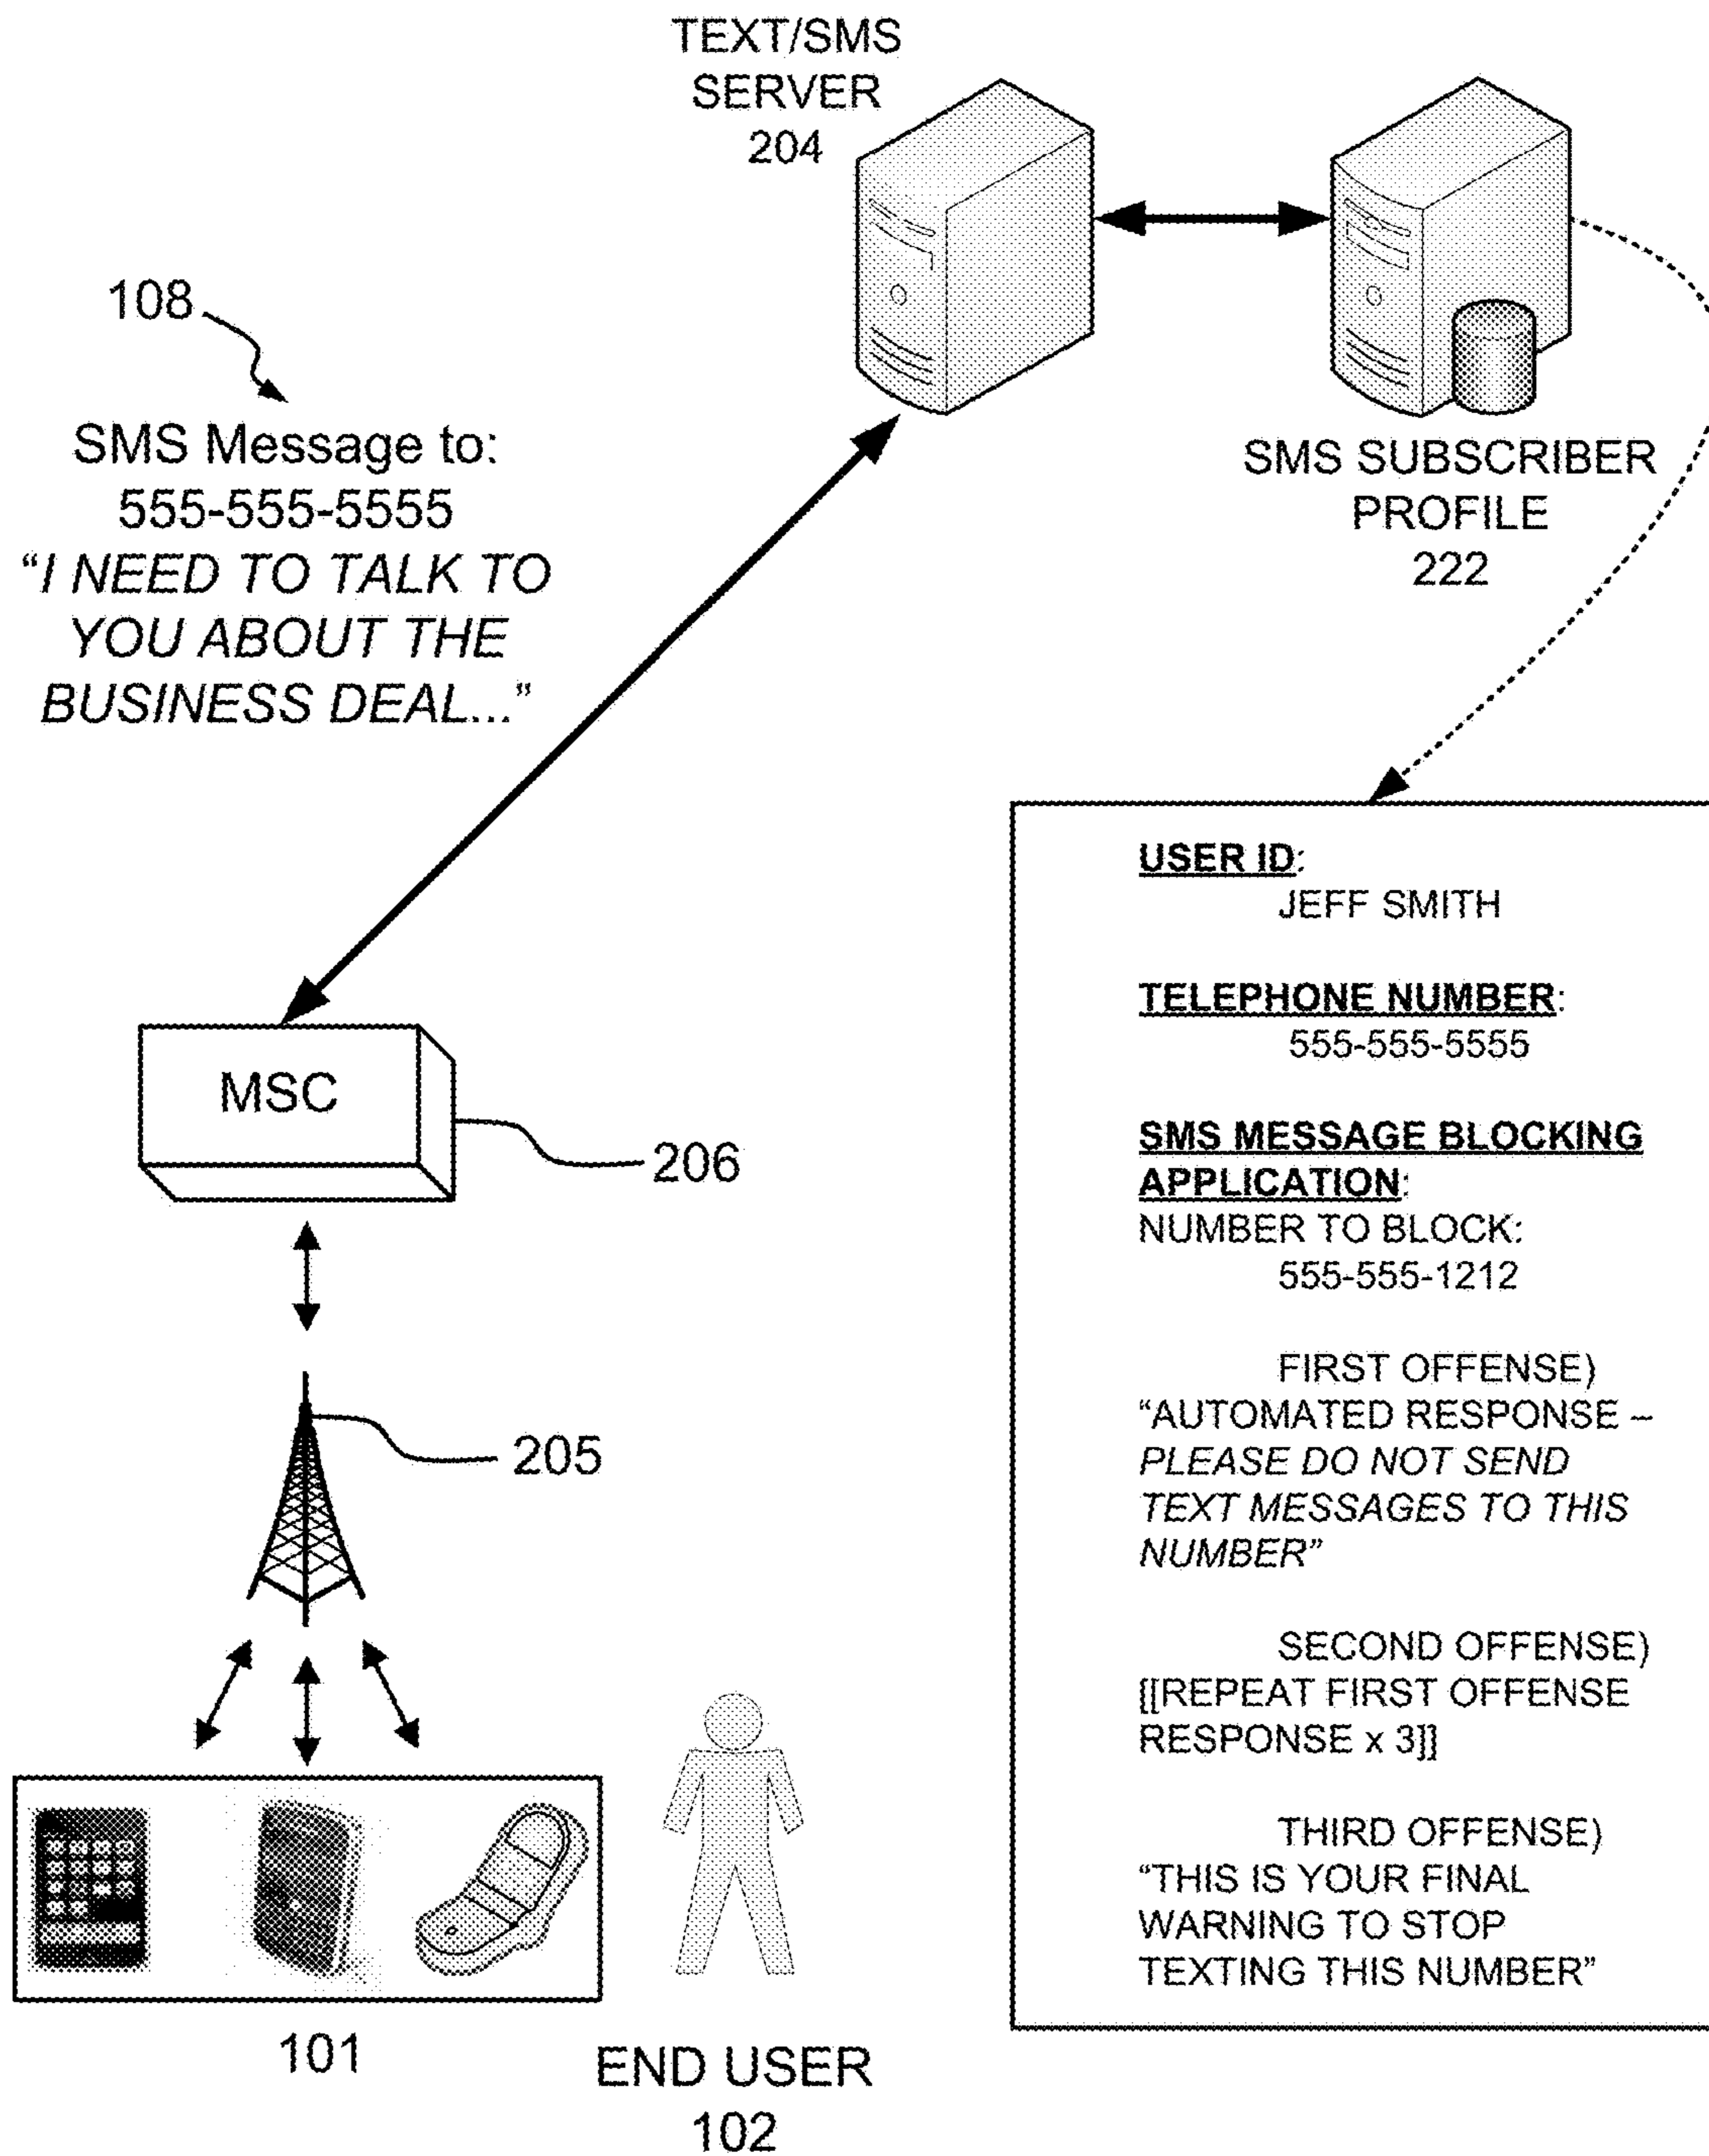 TEXT/SMS
SERVER
204
108
SMS Message to:
555-555-5555
“I NEED TO TALK TO
YOU ABOUT THE
BUSINESS DEAL...”
SMS SUBSCRIBER
PROFILE
222
MSC
206
205
101
END USER
102
USER ID:
JEFF SMITH
TELEPHONE NUMBER:
555-555-5555
SMS MESSAGE BLOCKING
APPLICATION:
NUMBER TO BLOCK:
555-555-1212
FIRST OFFENSE)
“AUTOMATED RESPONSE –
PLEASE DO NOT SEND
TEXT MESSAGES TO THIS
NUMBER”
SECOND OFFENSE)
[[REPEAT FIRST OFFENSE
RESPONSE x 3]]
THIRD OFFENSE)
“THIS IS YOUR FINAL
WARNING TO STOP
TEXTING THIS NUMBER”